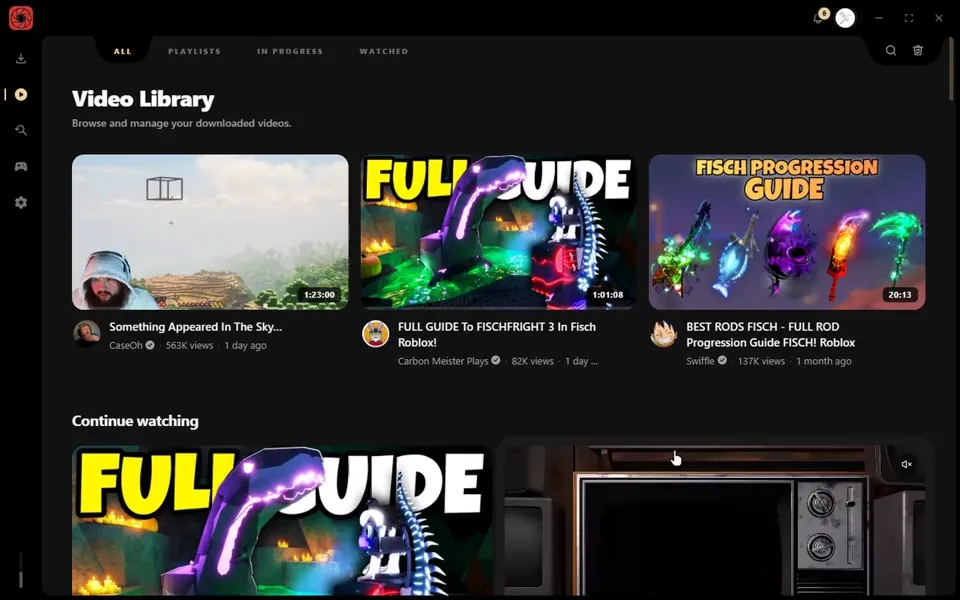 6
ALL
PLAYLISTS
IN PROGRESS
WATCHED
Video Library
Browse and manage your downloaded videos.
1:23:00
Something Appeared In The Sky...
CaseOh · 563K views · 1 day ago
FULL GUIDE
1:01:08
FULL GUIDE To FISCHFRIGHT 3 In Fisch
Roblox!
Carbon Meister Plays · 82K views · 1 day ...
FISCH PROGRESSION
GUIDE
20:13
BEST RODS FISCH - FULL ROD
Progression Guide FISCH! Roblox
Swiffle · 137K views · 1 month ago
Continue watching
FULL GUIDE